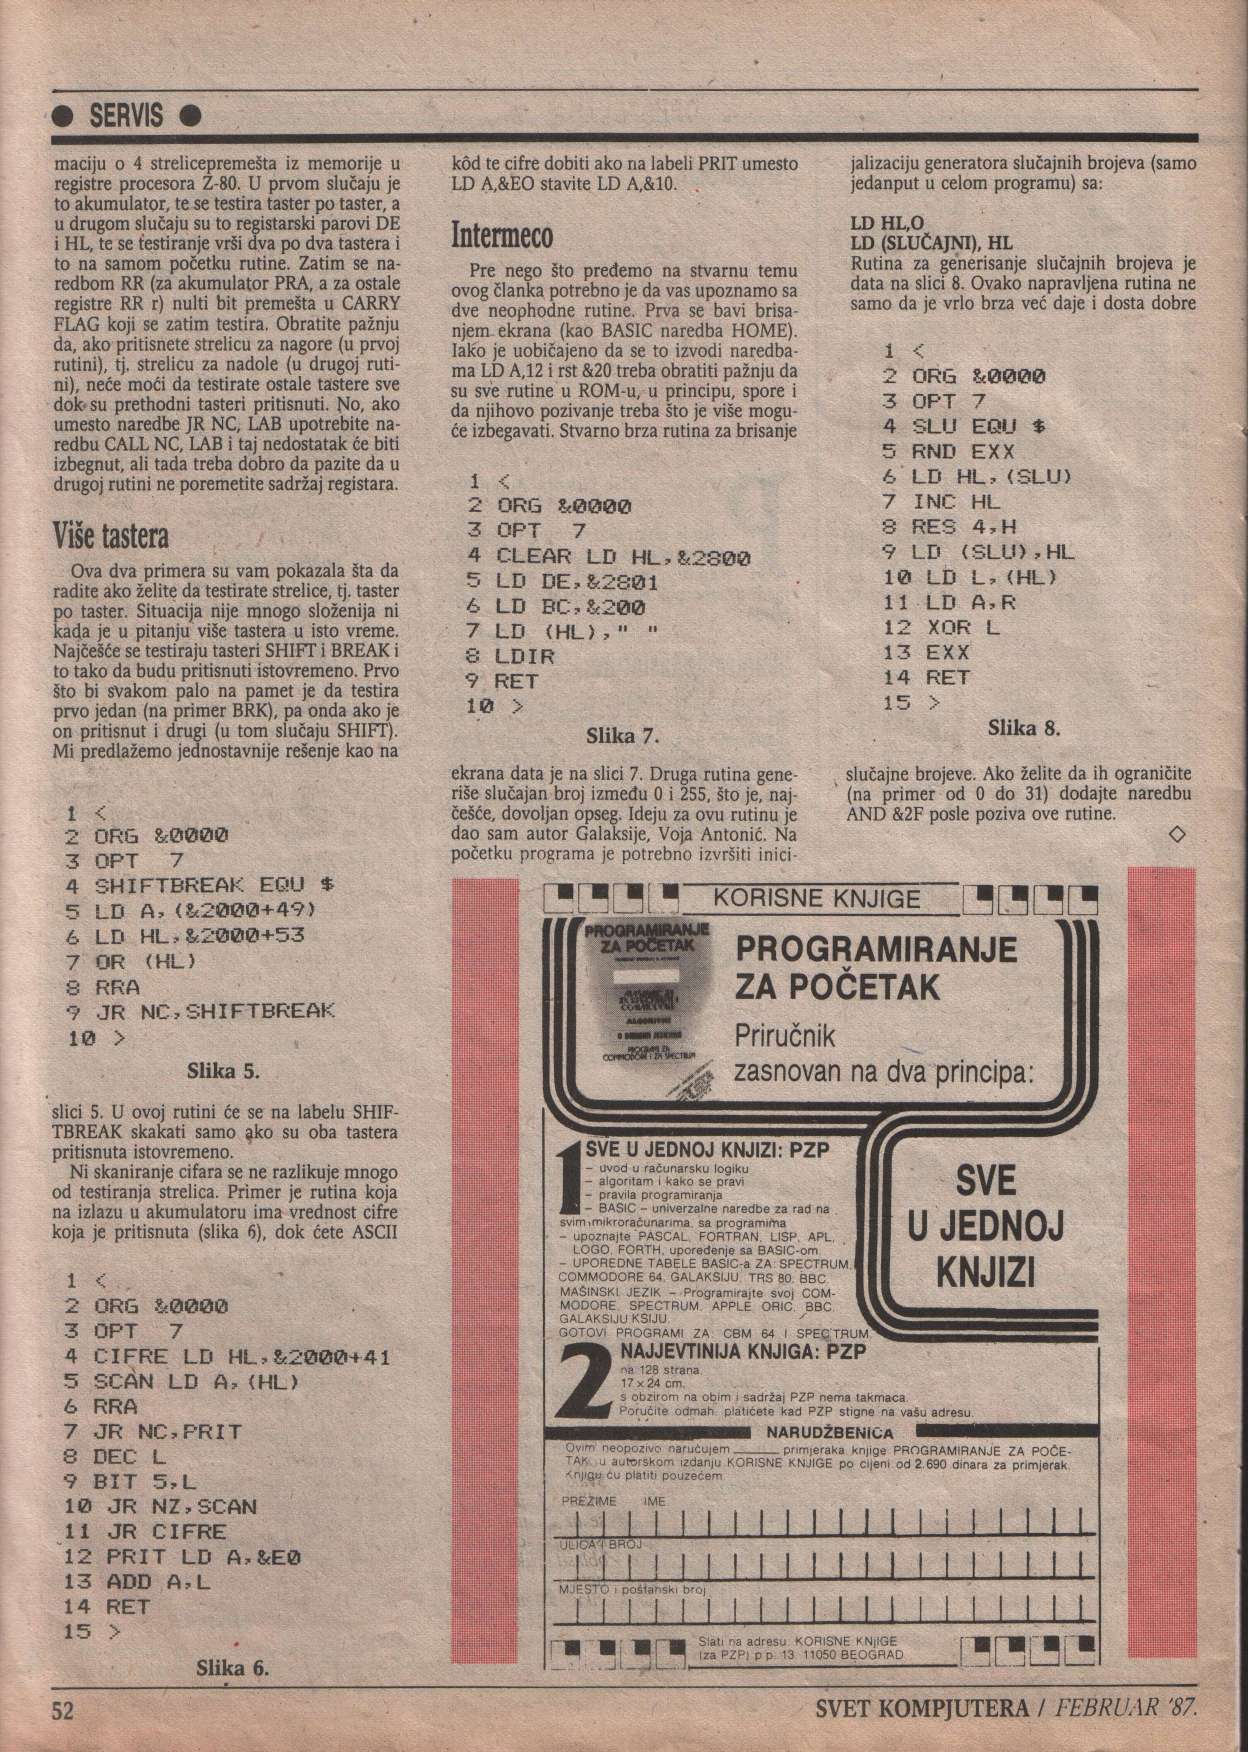 ● SERVIS ●
maciju o 4 strelicepremešta iz memorije u
registre procesora Z-80. U prvom slučaju je
to akumulator, te se testira taster po taster, a
u drugom slučaju su to registarski parovi DE
i HL, te se testiranje vrši dva po dva tastera i
to na samom početku rutine. Zatim se na-
redbom RR (za akumulator PRA, a za ostale
registre RR r) nulti bit premešta u CARRY
FLAG koji se zatim testira. Obratite pažnju
da, ako pritisnete strelicu za nagore (u prvoj
rutini), tj. strelicu za nadole (u drugoj ruti-
ni), neće moći da testirate ostale tastere sve
dok su prethodni tasteri pritisnuti. No, ako
umesto naredbe JR NC, LAB upotrebite na-
redbu CALL NC, LAB i taj nedostatak će biti
izbegnut, ali tada treba dobro da pazite da u
drugoj rutini ne poremetite sadržaj registara.
Više tastera
Ova dva primera su vam pokazala šta da
radite ako želite da testirate strelice, tj. taster
po taster. Situacija nije mnogo složenija ni
kada je u pitanju više tastera u isto vreme.
Najčešće se testiraju tasteri SHIFT i BREAK i
to tako da budu pritisnuti istovremeno. Prvo
što bi svakom palo na pamet je da testira
prvo jedan (na primer BRK), pa onda ako je
on pritisnut i drugi (u tom slučaju SHIFT).
Mi predlažemo jednostavnije rešenje kao na
1 <
2 ORG &0000
3 OPT 7
4 SHIFTBREAK EQU $
5 LD A,(&2000+49)
6 LD HL,&2000+53
7 OR (HL)
8 RRA
9 JR NC,SHIFTBREAK
10 >
Slika 5.
slici 5. U ovoj rutini će se na labelu SHIF-
TBREAK skakati samo ako su oba tastera
pritisnuta istovremeno.
Ni skaniranje cifara se ne razlikuje mnogo
od testiranja strelica. Primer je rutina koja
na izlazu u akumulatoru ima vrednost cifre
koja je pritisnuta (slika 6), dok ćete ASCII
1 <
2 ORG &0000
3 OPT 7
4 CIFRE LD HL,&2000+41
5 SCAN LD A,(HL)
6 RRA
7 JR NC,PRIT
8 DEC L
9 BIT 5,L
10 JR NZ,SCAN
11 JR CIFRE
12 PRIT LD A,&E0
13 ADD A,L
14 RET
15 >
Slika 6.
kôd te cifre dobiti ako na labeli PRIT umesto
LD A,&EO stavite LD A,&10.
Intermeco
Pre nego što pređemo na stvarnu temu
ovog članka potrebno je da vas upoznamo sa
dve neophodne rutine. Prva se bavi brisa-
njem ekrana (kao BASIC naredba HOME).
Iako je uobičajeno da se to izvodi naredba-
ma LD A,12 i rst &20 treba obratiti pažnju da
su sve rutine u ROM-u, u principu, spore i
da njihovo pozivanje treba što je više mogu-
će izbegavati. Stvarno brza rutina za brisanje
1 <
2 ORG &0000
3 OPT 7
4 CLEAR LD HL,&2800
5 LD DE,&2801
6 LD BC,&200
7 LD (HL)," "
8 LDIR
9 RET
10 >
Slika 7.
ekrana data je na slici 7. Druga rutina gene-
riše slučajan broj između 0 i 255, što je, naj-
češće, dovoljan opseg. Ideju za ovu rutinu je
dao sam autor Galaksije, Voja Antonić. Na
početku programa je potrebno izvršiti inici-
jalizaciju generatora slučajnih brojeva (samo
jedanput u celom programu) sa:
LD HL,O
LD (SLUČAJNI), HL
Rutina za generisanje slučajnih brojeva je
data na slici 8. Ovako napravljena rutina ne
samo da je vrlo brza već daje i dosta dobre
1 <
2 ORG &0000
3 OPT 7
4 SLU EQU $
5 RND EXX
6 LD HL,(SLU)
7 INC HL
8 RES 4,H
9 LD (SLU),HL
10 LD L,(HL)
11 LD A,R
12 XOR L
13 EXX
14 RET
15 >
Slika 8.
slučajne brojeve. Ako želite da ih ograničite
(na primer od 0 do 31) dodajte naredbu
AND &2F posle poziva ove rutine.
◇
KORISNE KNJIGE
PROGRAMIRANJE
ZA POČETAK
PROGRAMIRANJE
ZA POČETAK
Priručnik
zasnovan na dva principa:
SVE
U JEDNOJ
KNJIZI
1 SVE U JEDNOJ KNJIZI: PZP
– uvod u računarsku logiku
– algoritam i kako se pravi
– pravila programiranja
– BASIC – univerzalne naredbe za rad na
svim mikroračunarima, sa programima
– upoznajte PASCAL, FORTRAN, LISP, APL,
LOGO, FORTH, uporedenje sa BASIC-om
– UPOREDNE TABELE BASIC-a ZA: SPECTRUM,
COMMODORE 64, GALAKSIJU, TRS 80, BBC,
MAŠINSKI JEZIK – Programirajte svoj COM-
MODORE, SPECTRUM, APPLE ORIC, BBC,
GALAKSIJU KSIJU.
GOTOVI PROGRAMI ZA: CBM 64 I SPECTRUM.
2 NAJJEVTINIJA KNJIGA: PZP
na 128 strana.
17 × 24 cm.
s obzirom na obim i sadržaj PZP nema takmaca.
Poručite odmah, platićete kad PZP stigne na vašu adresu.
NARUDŽBENICA
Ovim neopozivo naručujem ______ primjeraka knjige PROGRAMIRANJE ZA POČE-
TAK, u autorskom izdanju KORISNE KNJIGE po cijeni od 2.690 dinara za primjerak.
Knjigu ću platiti pouzećem.
PREZIME IME
ULICA I BROJ
MJESTO i poštanski broj
Slati na adresu: KORISNE KNJIGE
(za PZP) p.p. 13, 11050 BEOGRAD
52
SVET KOMPJUTERA / FEBRUAR '87.